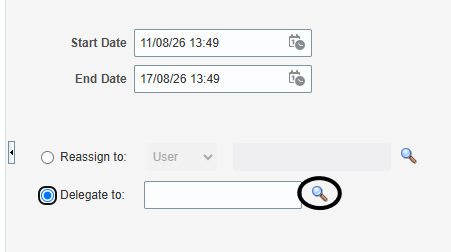 Start Date 11/08/26 13:49
End Date 17/08/26 13:49
Reassign to: User
Delegate to: